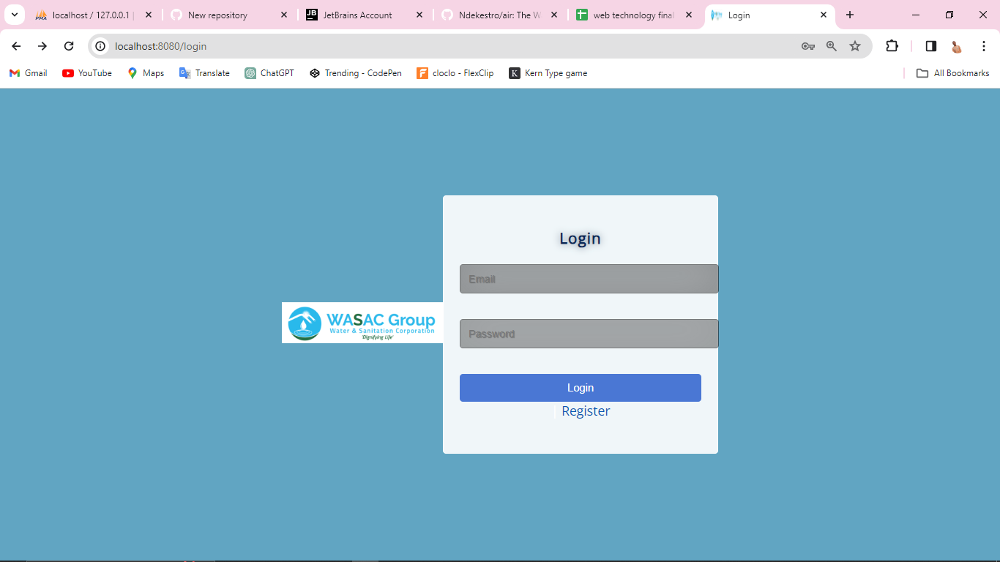 localhost / 127.0.0.1 |
New repository
JetBrains Account
Ndekestro/air: The W
web technology final
Login
localhost:8080/login
Gmail
YouTube
Maps
Translate
ChatGPT
Trending - CodePen
cloclo - FlexClip
Kern Type game
All Bookmarks
Login
Email
WASAC Group
Water & Sanitation Corporation
'Dignifying Life'
Password
Login
Register